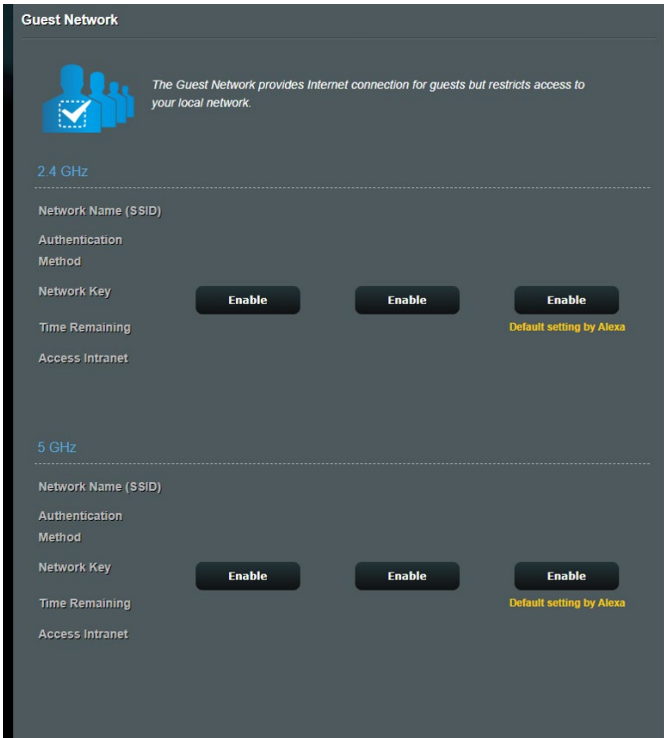 Guest Network
The Guest Network provides Internet connection for guests but restricts access to
your local network.
2.4 GHz
Network Name (SSID)
Authentication
Method
Network Key
Enable Enable Enable
Time Remaining
Default setting by Alexa
Access Intranet
5 GHz
Network Name (SSID)
Authentication
Method
Network Key
Enable Enable Enable
Time Remaining
Default setting by Alexa
Access Intranet